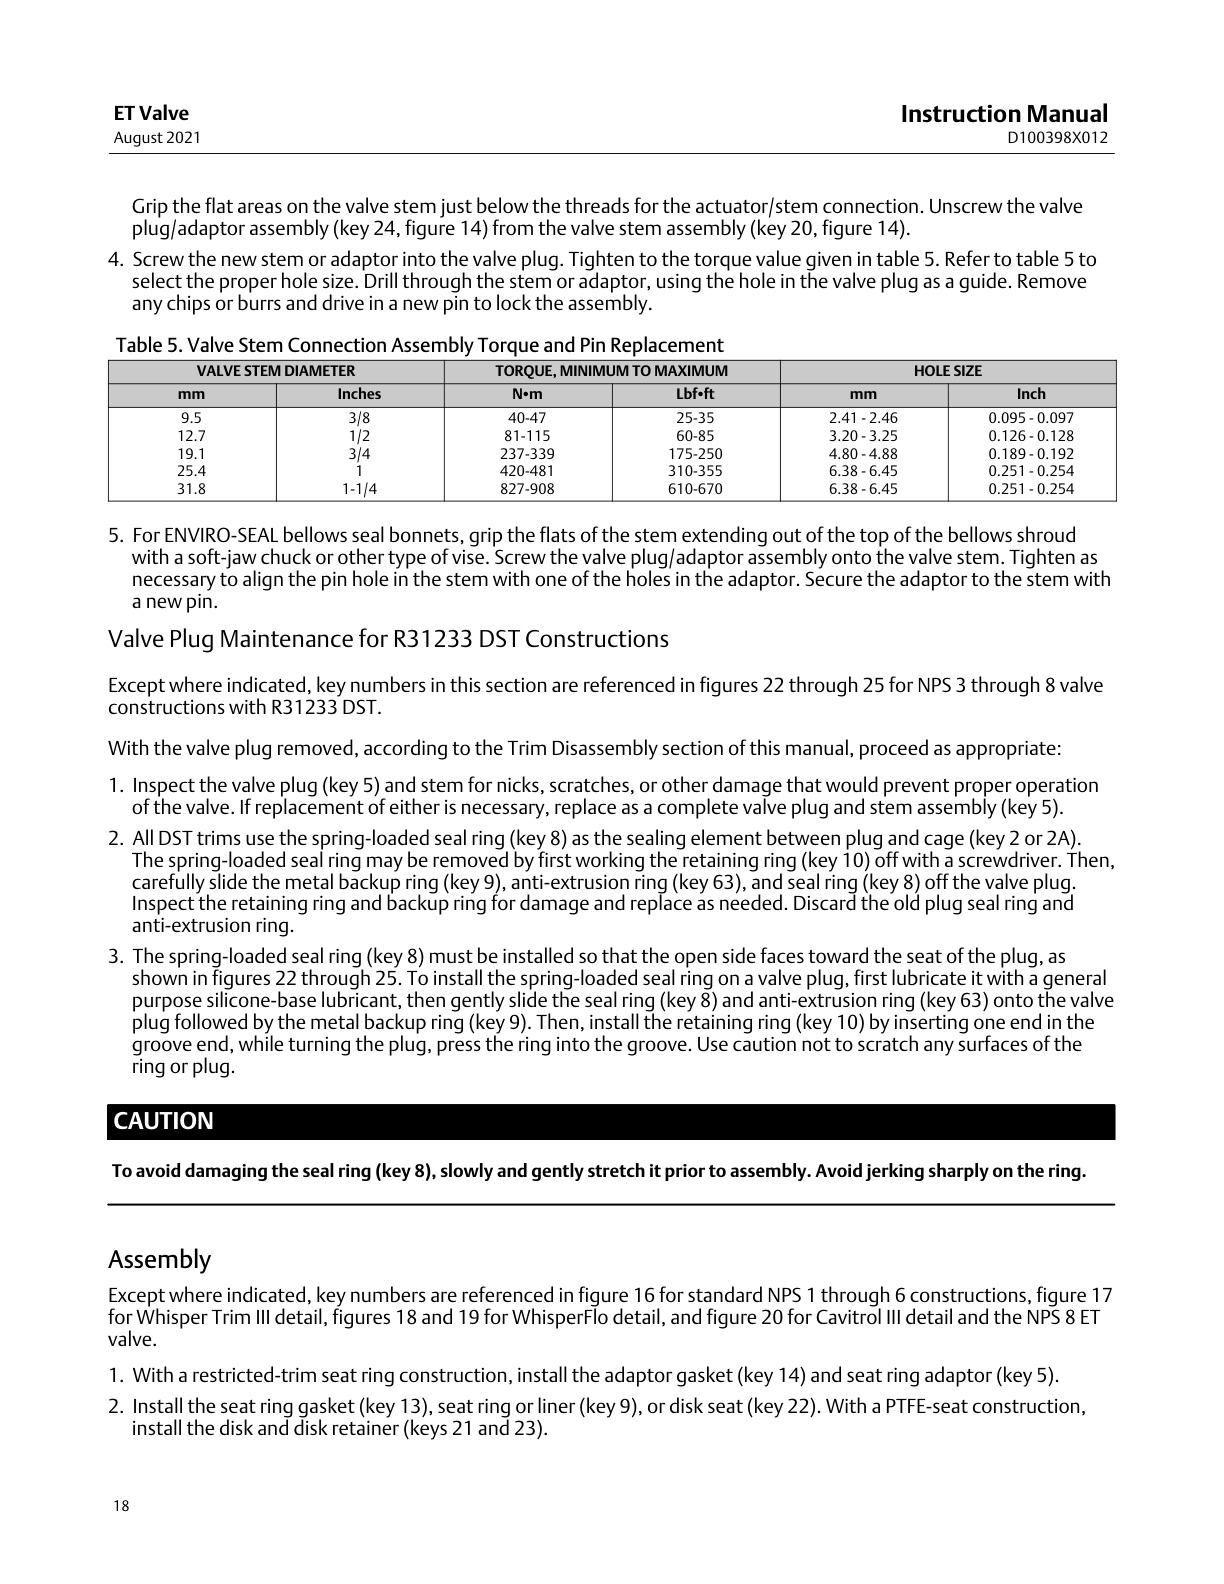 ET Valve
August 2021
Instruction Manual
D100398X012
Grip the flat areas on the valve stem just below the threads for the actuator/stem connection. Unscrew the valve
plug/adaptor assembly (key 24, figure 14) from the valve stem assembly (key 20, figure 14).
4. Screw the new stem or adaptor into the valve plug. Tighten to the torque value given in table 5. Refer to table 5 to
select the proper hole size. Drill through the stem or adaptor, using the hole in the valve plug as a guide. Remove
any chips or burrs and drive in a new pin to lock the assembly.
Table 5. Valve Stem Connection Assembly Torque and Pin Replacement
VALVE STEM DIAMETER TORQUE, MINIMUM TO MAXIMUM HOLE SIZE
mm Inches N•m Lbf•ft mm Inch
9.5 3/8 40-47 25-35 2.41 - 2.46 0.095 - 0.097
12.7 1/2 81-115 60-85 3.20 - 3.25 0.126 - 0.128
19.1 3/4 237-339 175-250 4.80 - 4.88 0.189 - 0.192
25.4 1 420-481 310-355 6.38 - 6.45 0.251 - 0.254
31.8 1-1/4 827-908 610-670 6.38 - 6.45 0.251 - 0.254
5. For ENVIRO-SEAL bellows seal bonnets, grip the flats of the stem extending out of the top of the bellows shroud
with a soft-jaw chuck or other type of vise. Screw the valve plug/adaptor assembly onto the valve stem. Tighten as
necessary to align the pin hole in the stem with one of the holes in the adaptor. Secure the adaptor to the stem with
a new pin.
Valve Plug Maintenance for R31233 DST Constructions
Except where indicated, key numbers in this section are referenced in figures 22 through 25 for NPS 3 through 8 valve
constructions with R31233 DST.
With the valve plug removed, according to the Trim Disassembly section of this manual, proceed as appropriate:
1. Inspect the valve plug (key 5) and stem for nicks, scratches, or other damage that would prevent proper operation
of the valve. If replacement of either is necessary, replace as a complete valve plug and stem assembly (key 5).
2. All DST trims use the spring-loaded seal ring (key 8) as the sealing element between plug and cage (key 2 or 2A).
The spring-loaded seal ring may be removed by first working the retaining ring (key 10) off with a screwdriver. Then,
carefully slide the metal backup ring (key 9), anti-extrusion ring (key 63), and seal ring (key 8) off the valve plug.
Inspect the retaining ring and backup ring for damage and replace as needed. Discard the old plug seal ring and
anti-extrusion ring.
3. The spring-loaded seal ring (key 8) must be installed so that the open side faces toward the seat of the plug, as
shown in figures 22 through 25. To install the spring-loaded seal ring on a valve plug, first lubricate it with a general
purpose silicone-base lubricant, then gently slide the seal ring (key 8) and anti-extrusion ring (key 63) onto the valve
plug followed by the metal backup ring (key 9). Then, install the retaining ring (key 10) by inserting one end in the
groove end, while turning the plug, press the ring into the groove. Use caution not to scratch any surfaces of the
ring or plug.
CAUTION
To avoid damaging the seal ring (key 8), slowly and gently stretch it prior to assembly. Avoid jerking sharply on the ring.
Assembly
Except where indicated, key numbers are referenced in figure 16 for standard NPS 1 through 6 constructions, figure 17
for Whisper Trim III detail, figures 18 and 19 for WhisperFlo detail, and figure 20 for Cavitrol III detail and the NPS 8 ET
valve.
1. With a restricted-trim seat ring construction, install the adaptor gasket (key 14) and seat ring adaptor (key 5).
2. Install the seat ring gasket (key 13), seat ring or liner (key 9), or disk seat (key 22). With a PTFE-seat construction,
install the disk and disk retainer (keys 21 and 23).
18